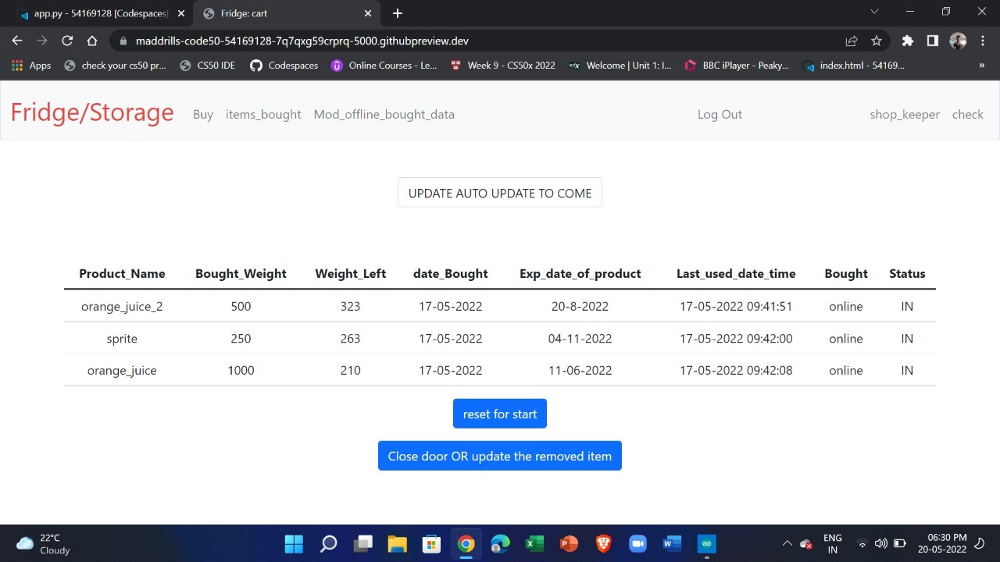 app.py - 54169128 [Codespaces] Fridge: cart
maddrills-code50-54169128-7q7qxg59crprq-5000.githubpreview.dev
Apps check your cs50 pr... CS50 IDE Codespaces Online Courses - Le... Week 9 - CS50x 2022 Welcome | Unit 1: I... BBC iPlayer - Peaky... index.html - 54169... »
Fridge/Storage Buy items_bought Mod_offline_bought_data Log Out shop_keeper check
UPDATE AUTO UPDATE TO COME
Product_Name Bought_Weight Weight_Left date_Bought Exp_date_of_product Last_used_date_time Bought Status
orange_juice_2 500 323 17-05-2022 20-8-2022 17-05-2022 09:41:51 online IN
sprite 250 263 17-05-2022 04-11-2022 17-05-2022 09:42:00 online IN
orange_juice 1000 210 17-05-2022 11-06-2022 17-05-2022 09:42:08 online IN
reset for start
Close door OR update the removed item
22°C
Cloudy
ENG
IN
06:30 PM
20-05-2022